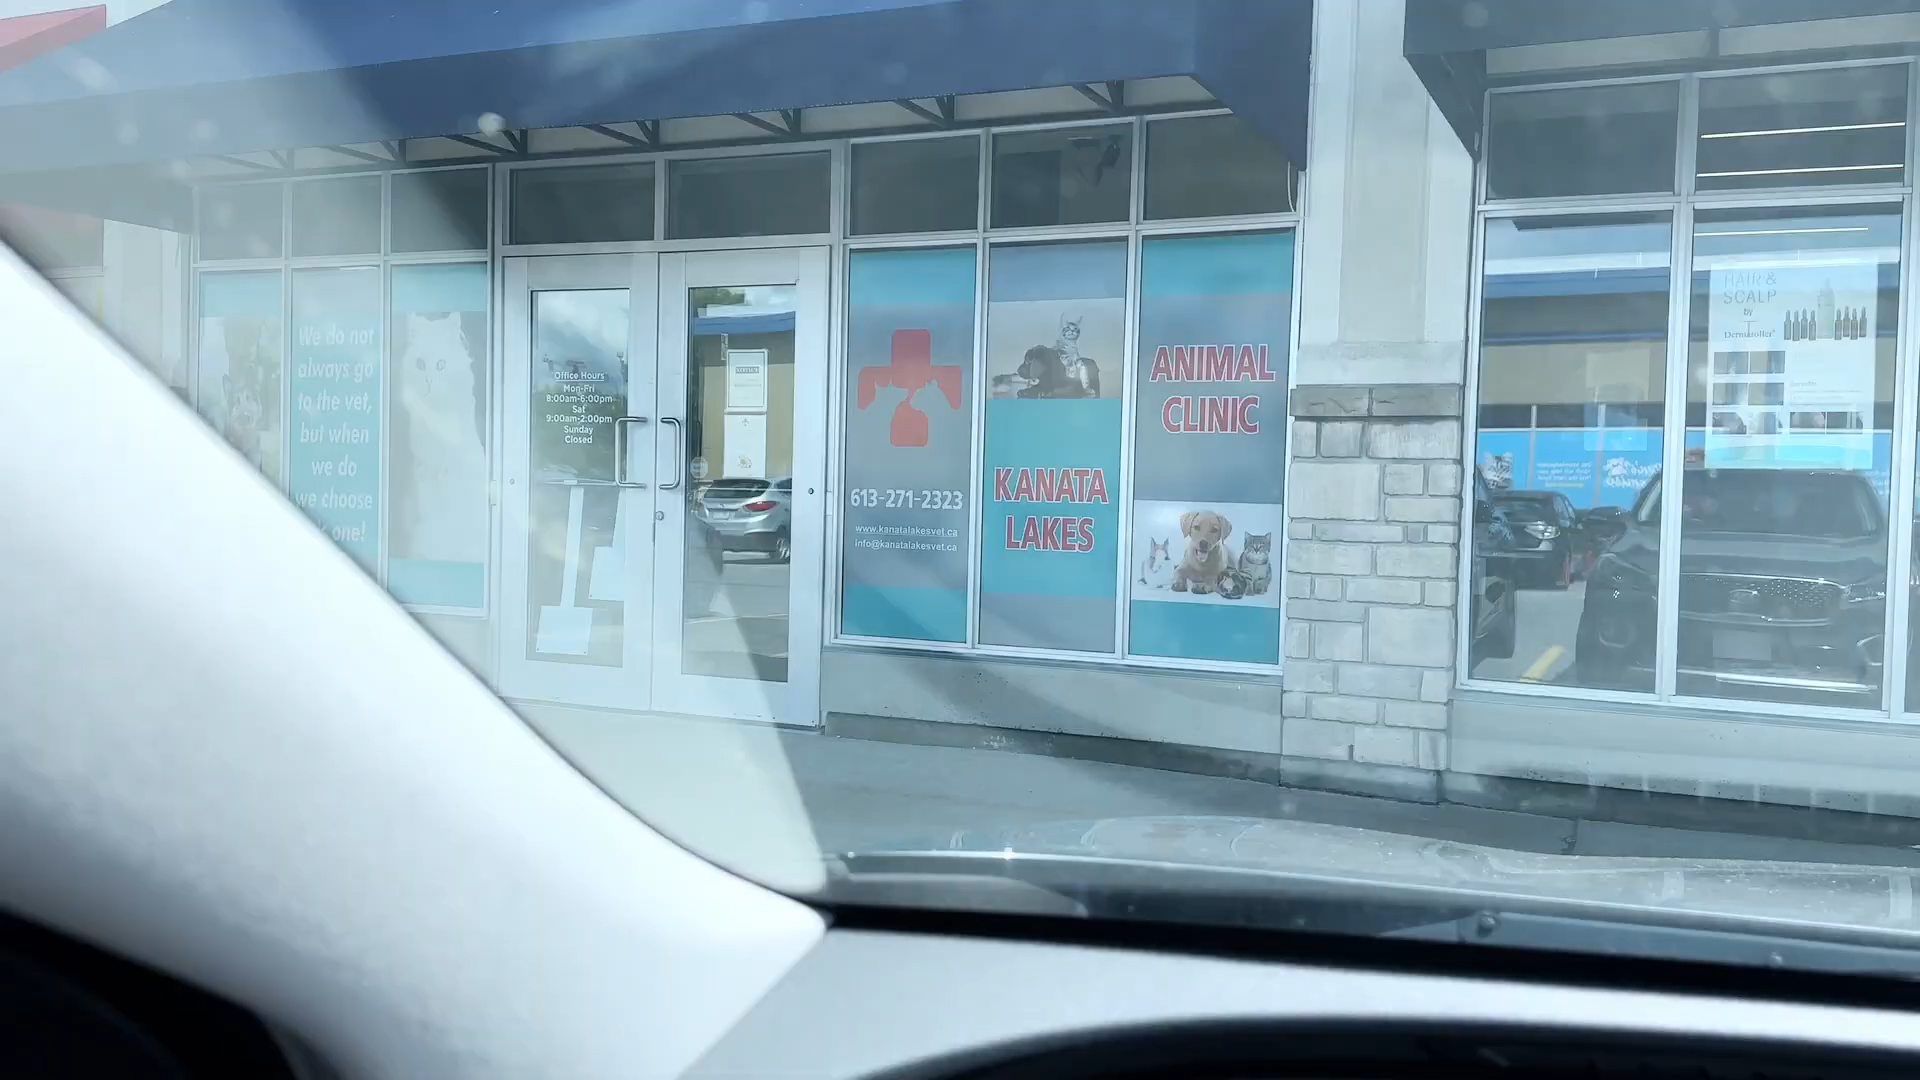 We do not
always go
to the vet,
but when
we do
we choose
one!
Office Hours
Mon-Fri
8:00am-6:00pm
Sat
9:00am-2:00pm
Sunday
Closed
613-271-2323
www.kanatalakesvet.ca
info@kanatalakesvet.ca
KANATA
LAKES
ANIMAL
CLINIC
HAIR &
SCALP
by
Dermaroller